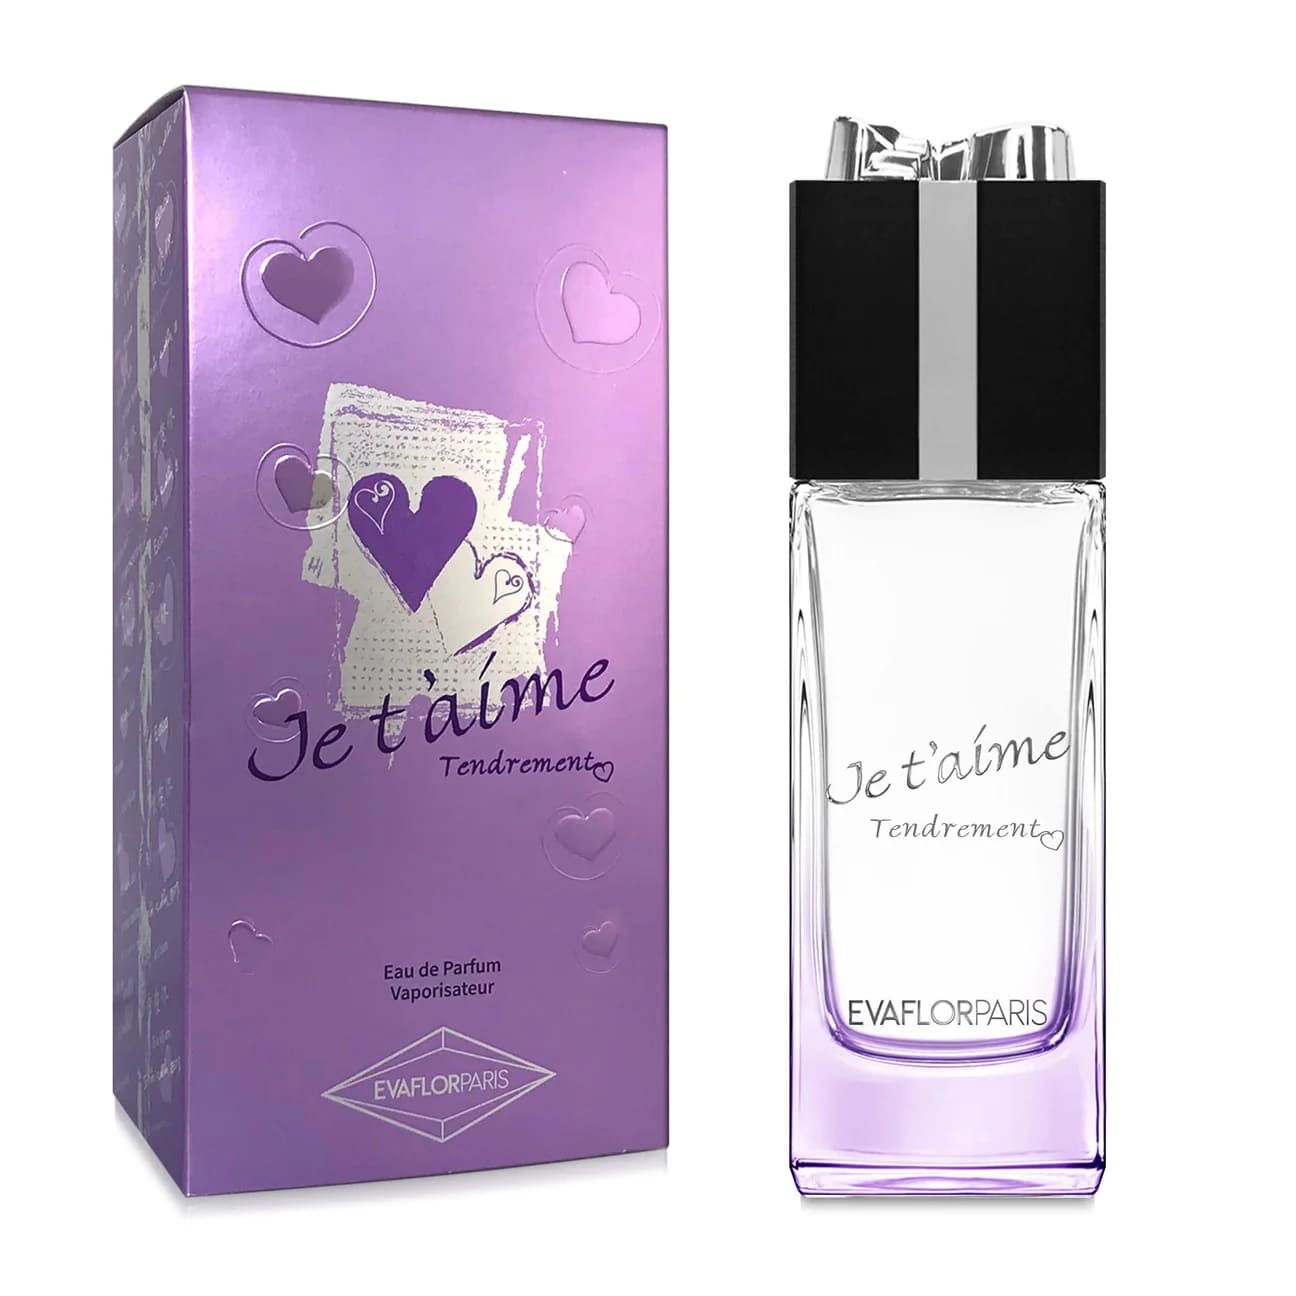 Je t'aime
Tendrement
Eau de Parfum
Vaporisateur
EVAFLORPARIS
Je t'aime
Tendrement
EVAFLORPARIS